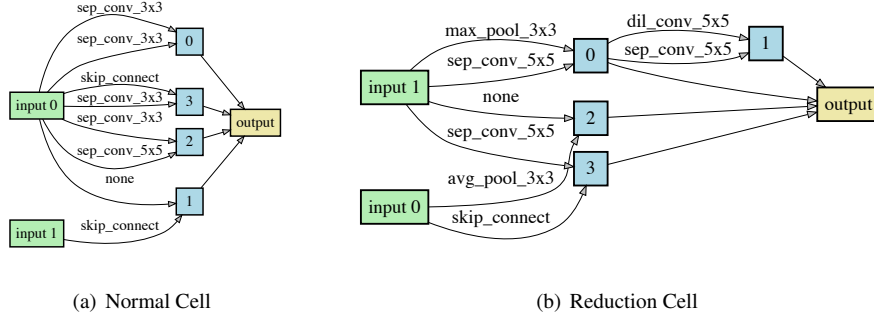 sep_conv_3x3
sep_conv_3x3
0
skip_connect
input 0
sep_conv_3x3
3
sep_conv_3x3
output
2
sep_conv_5x5
none
1
input 1
skip_connect
(a) Normal Cell
max_pool_3x3
dil_conv_5x5
0
sep_conv_5x5
1
input 1
sep_conv_5x5
none
output
2
sep_conv_5x5
3
avg_pool_3x3
input 0
skip_connect
(b) Reduction Cell